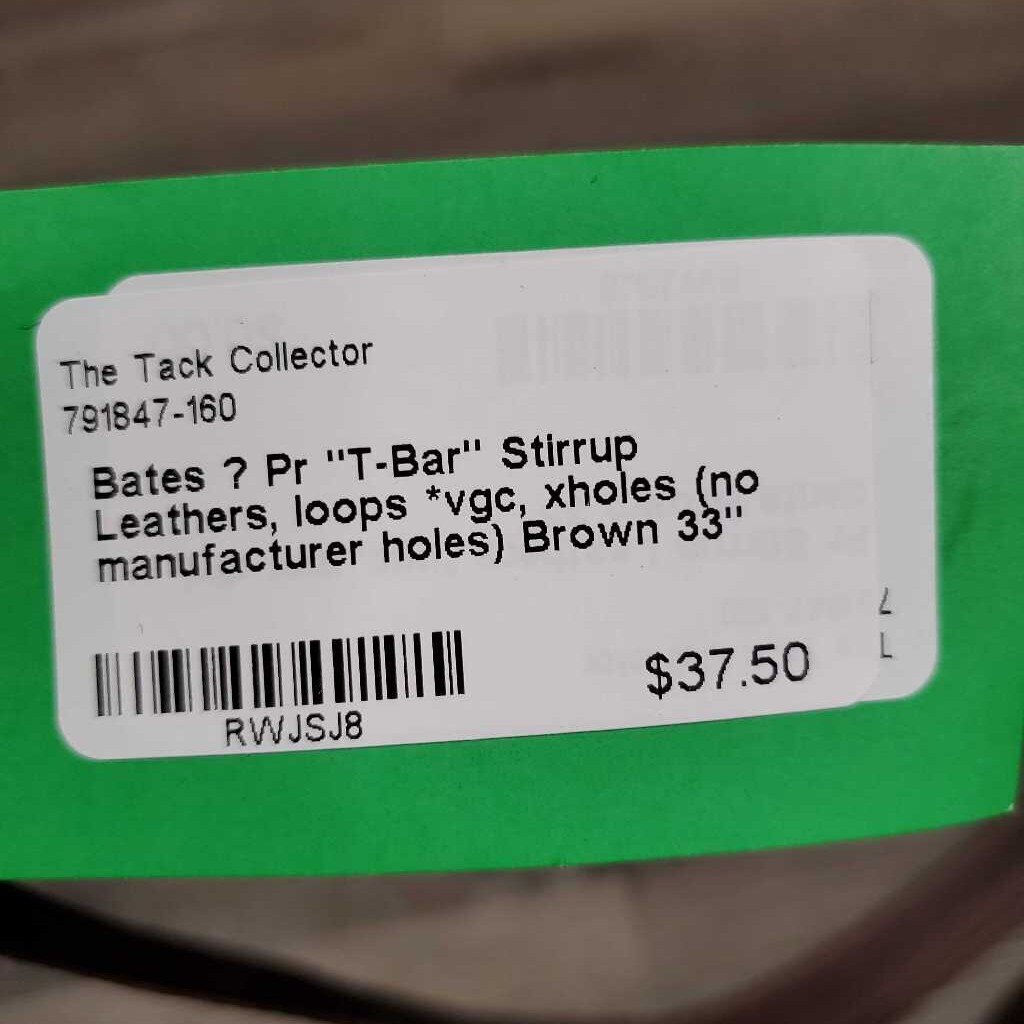 The Tack Collector
791847-160
Bates ? Pr "T-Bar" Stirrup
Leathers, loops *vgc, xholes (no
manufacturer holes) Brown 33"
$37.50
RWJSJ8